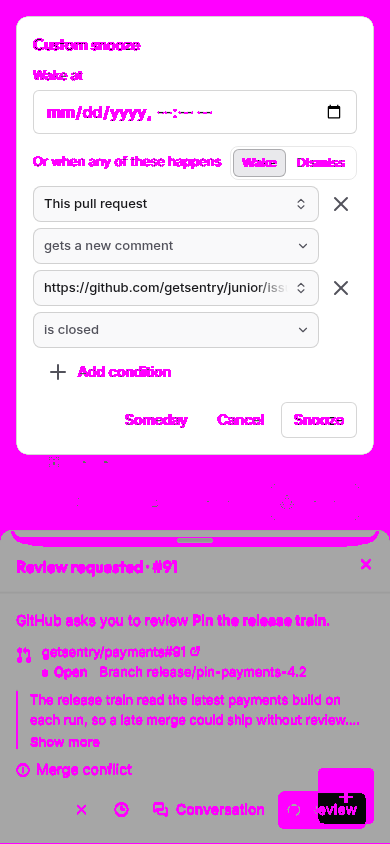 Custom snooze
Wake at
mm/dd/yyyy, --:-- --
Or when any of these happens Wake Dismiss
This pull request
gets a new comment
https://github.com/getsentry/junior/iss
is closed
Add condition
Someday Cancel Snooze
Review requested · #91
GitHub asks you to review Pin the release train.
getsentry/payments#91
Open Branch release/pin-payments-4.2
The release train read the latest payments build on
each run, so a late merge could ship without review....
Show more
Merge conflict
Conversation eview